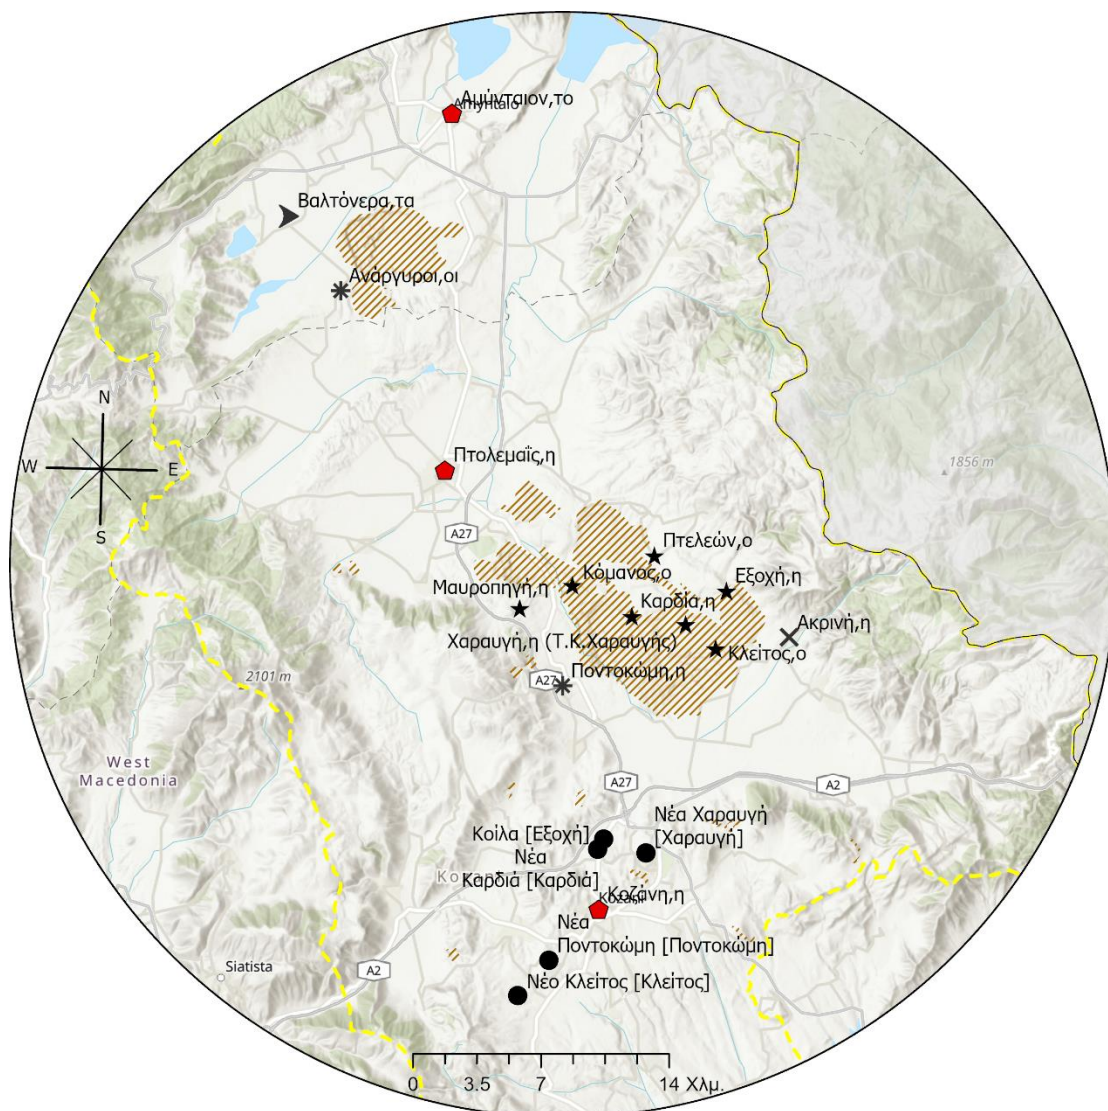 Αμύνταιον,το
Amyntaio
Βαλτόνερα,τα
Ανάργυροι,οι
N
W
E
S
Πτολεμαΐς,η
1856 m
A27
Πτελεών,ο
Μαυροπηγή,η
Κόμανος,ο
Εξοχή,η
Καρδία,η
Ακρινή,η
Χαραυγή,η (Τ.Κ.Χαραυγής)
Κλείτος,ο
2101 m
A27
Ποντοκώμη,η
West
Macedonia
A27
A2
Κοίλα [Εξοχή]
Νέα Χαραυγή
[Χαραυγή]
Νέα
Καρδιά [Καρδιά]
Κοζάνη,η
Kozani
Νέα
Ποντοκώμη [Ποντοκώμη]
Siatista
A2
Νέο Κλείτος [Κλείτος]
0 3.5 7 14 Χλμ.